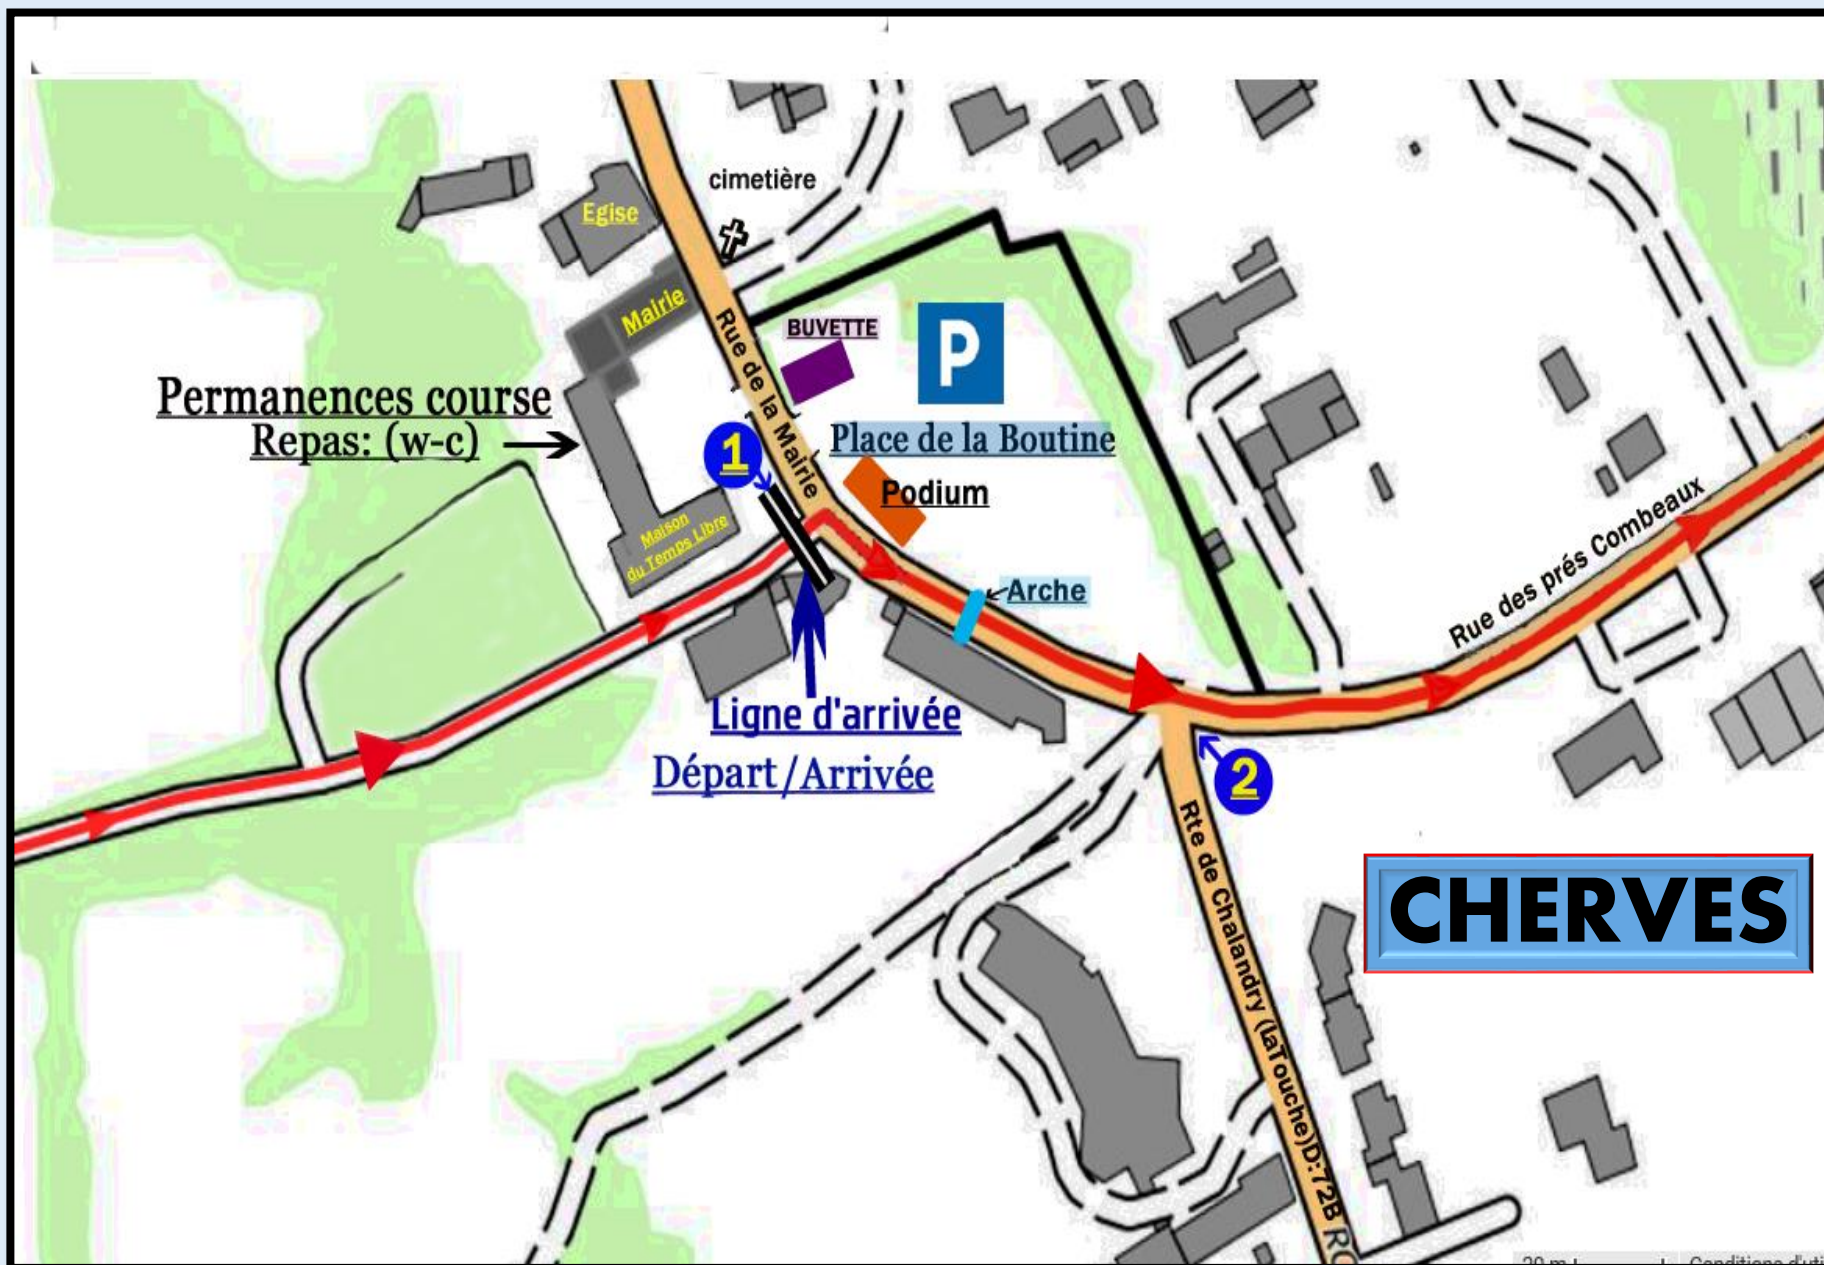 cimetière
Egise
Mairie
BUVETTE
P
Rue de la Mairie
Permanences course
Repas: (w-c)
Place de la Boutine
1
Podium
Maison
du Temps Libre
Arche
Rue des prés Combeaux
Ligne d'arrivée
Départ/Arrivée
2
Rte de Chalandry (laTouche)D:72B
CHERVES
20 m